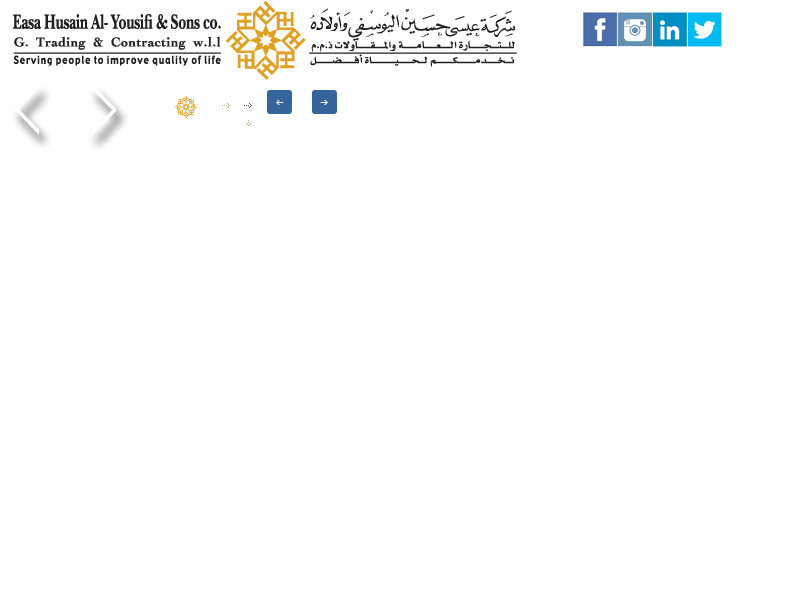 Easa Husain Al- Yousifi & Sons co.
G. Trading & Contracting w.l.l
Serving people to improve quality of life
شركة عيسى حسين اليوسفي وأولاده
للتجارة العامة والمقاولات ذ.م.م
نخدمكم لحياة أفضل